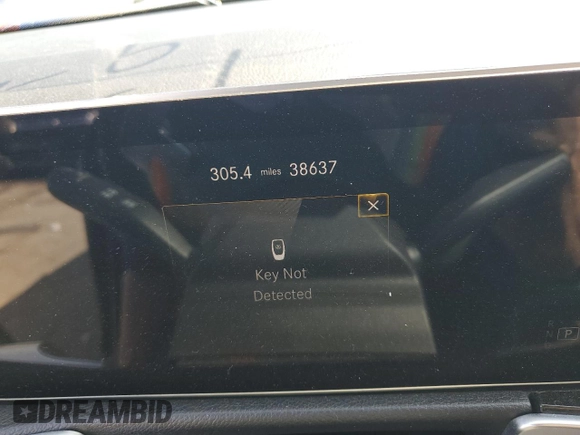 305.4 miles 38637
Key Not
Detected
P
DREAMBID